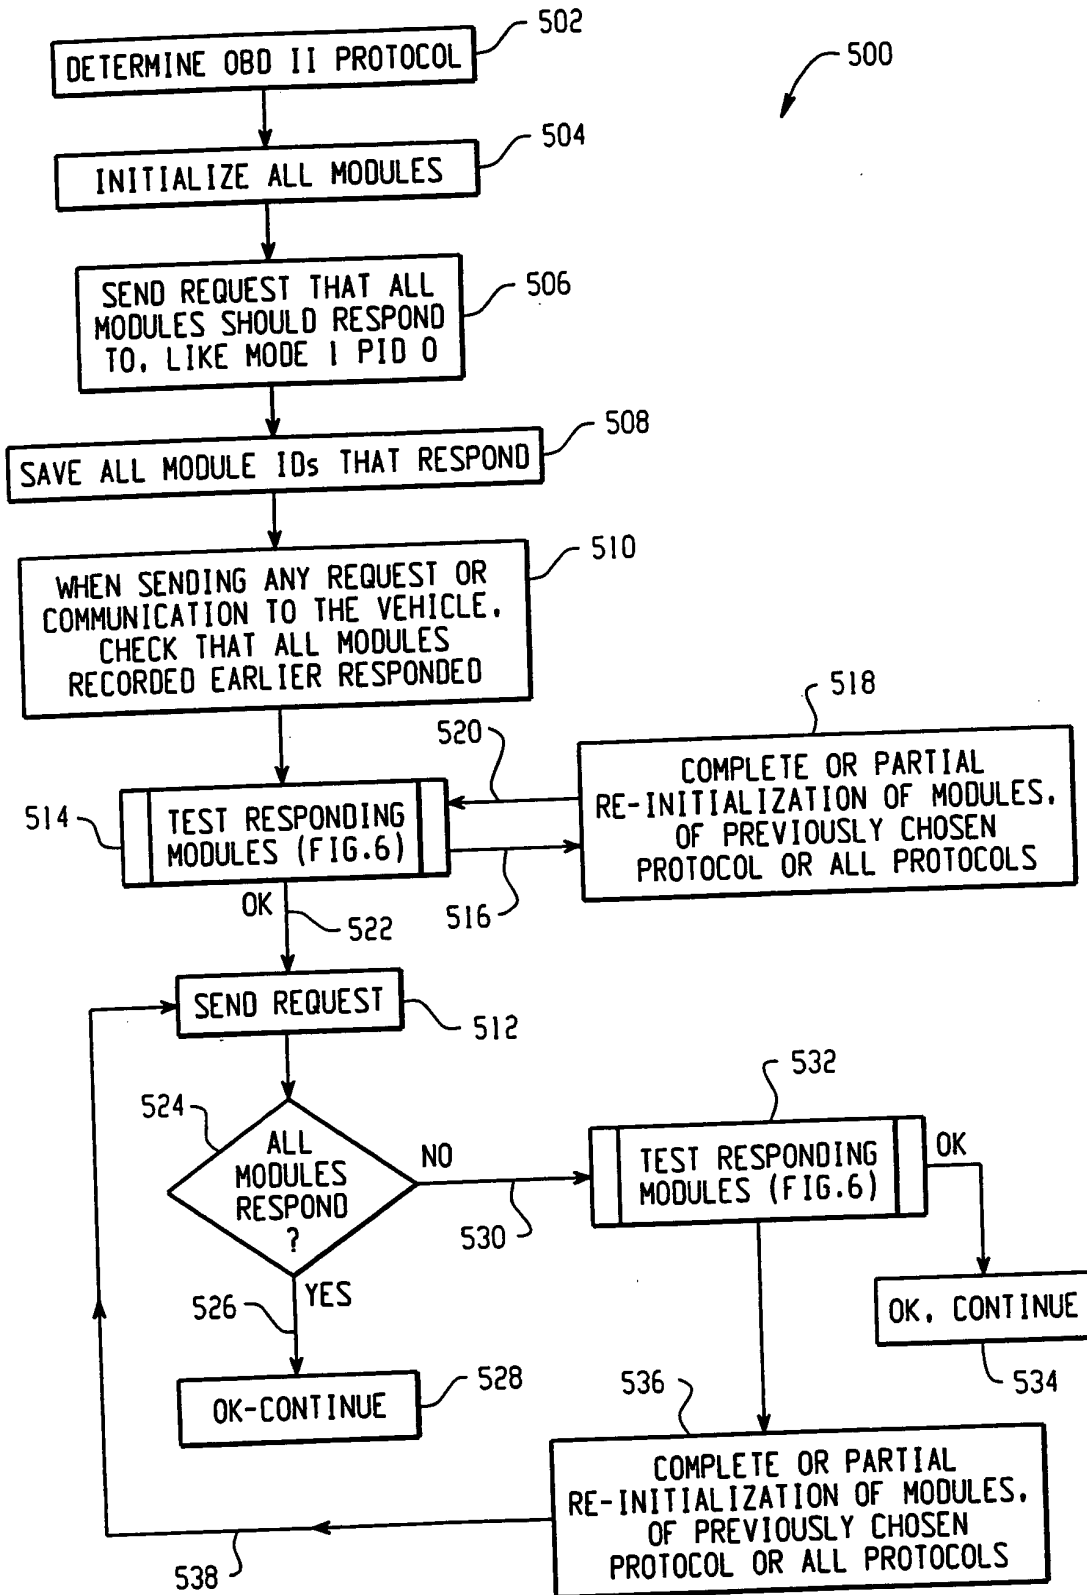 502
DETERMINE OBD II PROTOCOL
500
504
INITIALIZE ALL MODULES
506
SEND REQUEST THAT ALL
MODULES SHOULD RESPOND
TO, LIKE MODE 1 PID 0
508
SAVE ALL MODULE IDs THAT RESPOND
510
WHEN SENDING ANY REQUEST OR
COMMUNICATION TO THE VEHICLE,
CHECK THAT ALL MODULES
RECORDED EARLIER RESPONDED
518
520
COMPLETE OR PARTIAL
RE-INITIALIZATION OF MODULES,
OF PREVIOUSLY CHOSEN
PROTOCOL OR ALL PROTOCOLS
514
TEST RESPONDING
MODULES (FIG.6)
OK
522
516
SEND REQUEST
512
532
524
ALL
MODULES
RESPOND
?
NO
530
TEST RESPONDING
MODULES (FIG.6)
OK
YES
526
OK, CONTINUE
534
OK-CONTINUE
528
536
COMPLETE OR PARTIAL
RE-INITIALIZATION OF MODULES,
OF PREVIOUSLY CHOSEN
PROTOCOL OR ALL PROTOCOLS
538